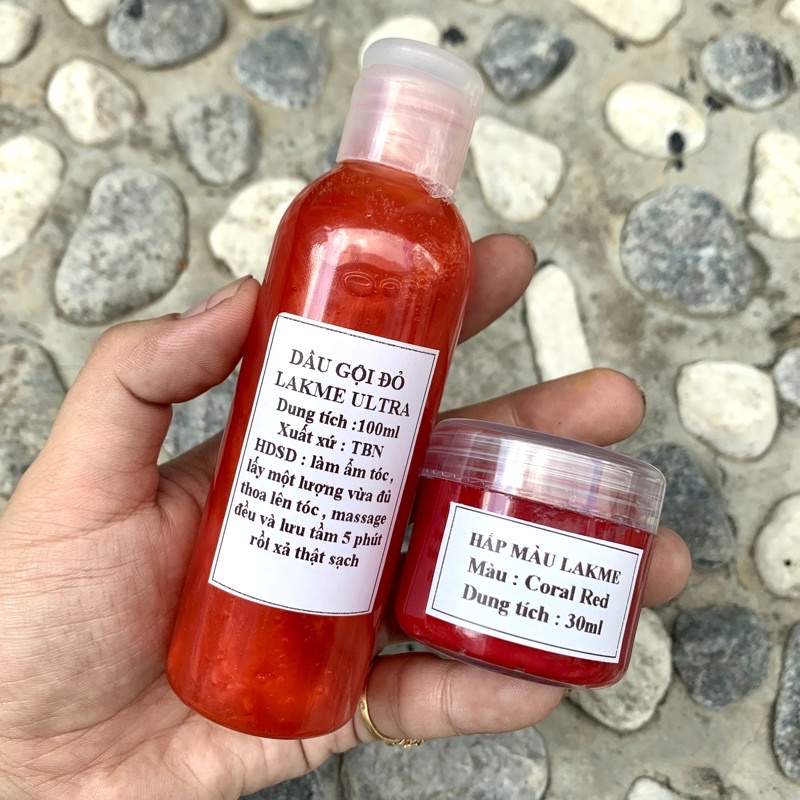 DẦU GỘI ĐỎ
LAKME ULTRA
Dung tích :100ml
Xuất xứ : TBN
HDSD : làm ẩm tóc ,
lấy một lượng vừa đủ
thoa lên tóc , massage
đều và lưu tầm 5 phút
rồi xả thật sạch
HẤP MÀU LAKME
Màu : Coral Red
Dung tích : 30ml